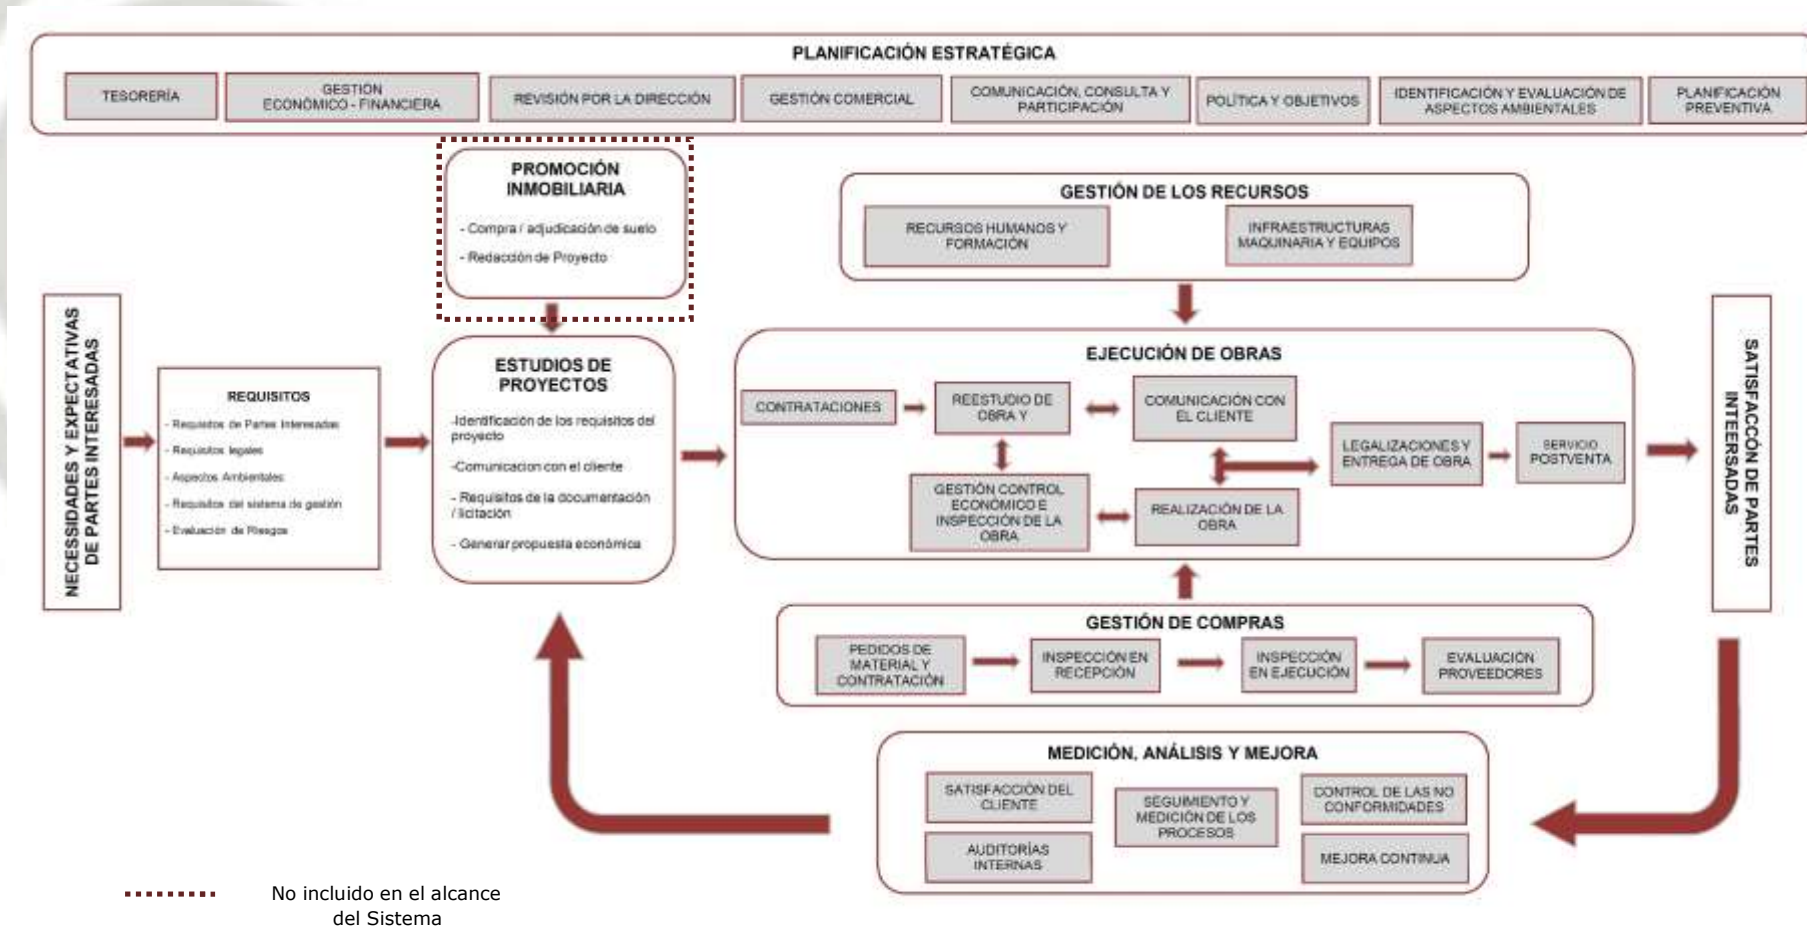 PLANIFICACIÓN ESTRATÉGICA
TESORERÍA
GESTIÓN
ECONÓMICO - FINANCIERA
REVISIÓN POR LA DIRECCIÓN
GESTIÓN COMERCIAL
COMUNICACIÓN, CONSULTA Y
PARTICIPACIÓN
POLÍTICA Y OBJETIVOS
IDENTIFICACIÓN Y EVALUACIÓN DE
ASPECTOS AMBIENTALES
PLANIFICACIÓN
PREVENTIVA
PROMOCIÓN
INMOBILIARIA
- Compra / adjudicación de suelo
- Redacción de Proyecto
GESTIÓN DE LOS RECURSOS
RECURSOS HUMANOS Y
FORMACIÓN
INFRAESTRUCTURAS
MAQUINARIA Y EQUIPOS
NECESSIDADES Y EXPECTATIVAS
DE PARTES INTERESADAS
REQUISITOS
- Requisitos de Partes Interesadas
- Requisitos legales
- Aspectos Ambientales
- Requisitos del sistema de gestión
- Evaluación de Riesgos
ESTUDIOS DE
PROYECTOS
-Identificación de los requisitos del
proyecto
-Comunicacion con el cliente
- Requisitos de la documentación
/ licitación
- Generar propuesta económica
EJECUCIÓN DE OBRAS
CONTRATACIONES
REESTUDIO DE
OBRA Y
COMUNICACIÓN CON
EL CLIENTE
GESTIÓN CONTROL
ECONÓMICO E
INSPECCIÓN DE LA
OBRA
REALIZACIÓN DE LA
OBRA
LEGALIZACIONES Y
ENTREGA DE OBRA
SERVICIO
POSTVENTA
SATISFACCÓN DE PARTES
INTEERSADAS
GESTIÓN DE COMPRAS
PEDIDOS DE
MATERIAL Y
CONTRATACIÓN
INSPECCIÓN EN
RECEPCIÓN
INSPECCIÓN
EN EJECUCIÓN
EVALUACIÓN
PROVEEDORES
MEDICIÓN, ANÁLISIS Y MEJORA
SATISFACCIÓN DEL
CLIENTE
AUDITORÍAS
INTERNAS
SEGUIMIENTO Y
MEDICIÓN DE LOS
PROCESOS
CONTROL DE LAS NO
CONFORMIDADES
MEJORA CONTINUA
No incluido en el alcance
del Sistema